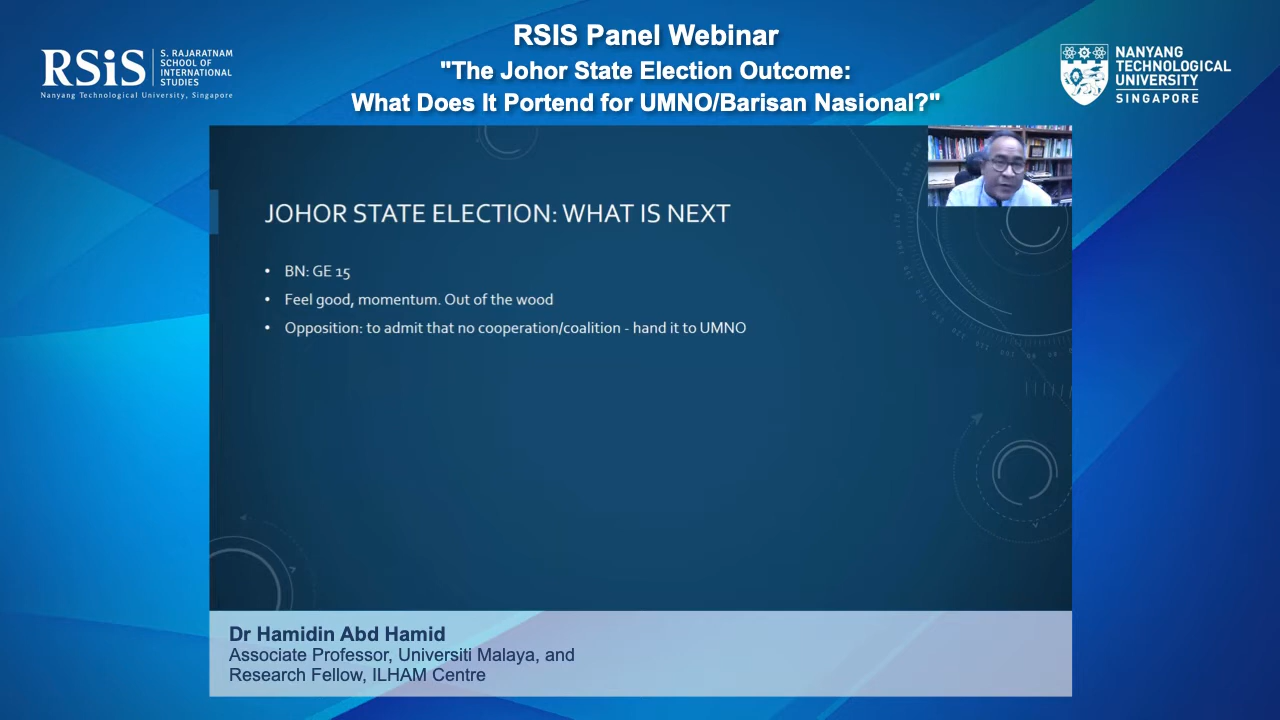 RSIS Panel Webinar
"The Johor State Election Outcome:
What Does It Portend for UMNO/Barisan Nasional?"
RSiS
S. RAJARATNAM
SCHOOL OF
INTERNATIONAL
STUDIES
Nanyang Technological University, Singapore
NANYANG
TECHNOLOGICAL
UNIVERSITY
SINGAPORE
JOHOR STATE ELECTION: WHAT IS NEXT
• BN: GE 15
• Feel good, momentum. Out of the wood
• Opposition: to admit that no cooperation/coalition - hand it to UMNO
Dr Hamidin Abd Hamid
Associate Professor, Universiti Malaya, and
Research Fellow, ILHAM Centre